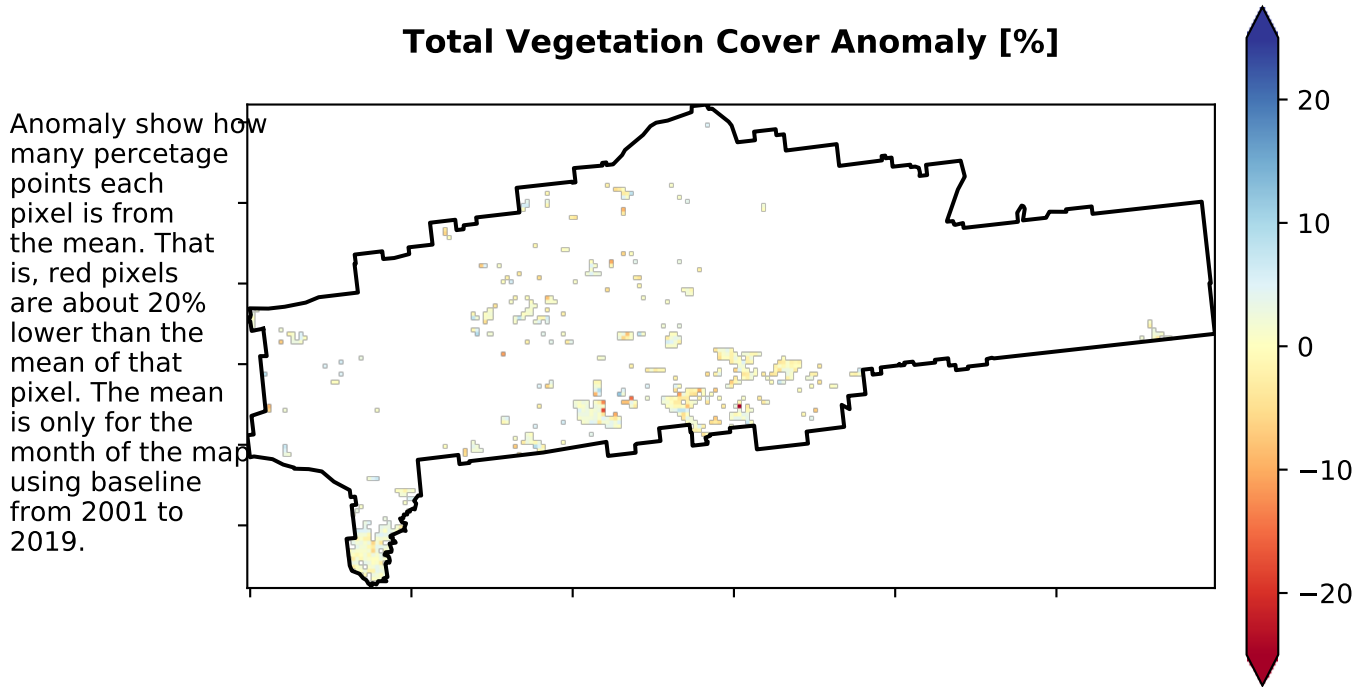 Total Vegetation Cover Anomaly [%]
Anomaly show how
many percetage
points each
pixel is from
the mean. That
is, red pixels
are about 20%
lower than the
mean of that
pixel. The mean
is only for the
month of the map
using baseline
from 2001 to
2019.
20
10
0
−10
−20